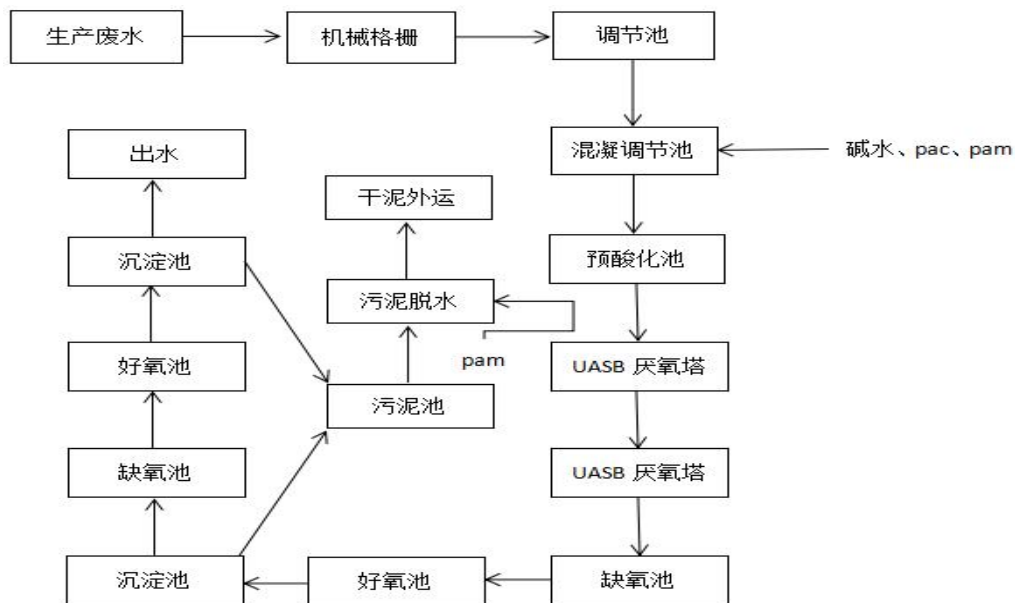 生产废水
机械格栅
调节池
混凝调节池
碱水、pac、pam
预酸化池
UASB 厌氧塔
UASB 厌氧塔
缺氧池
好氧池
沉淀池
缺氧池
好氧池
沉淀池
出水
污泥池
污泥脱水
pam
干泥外运